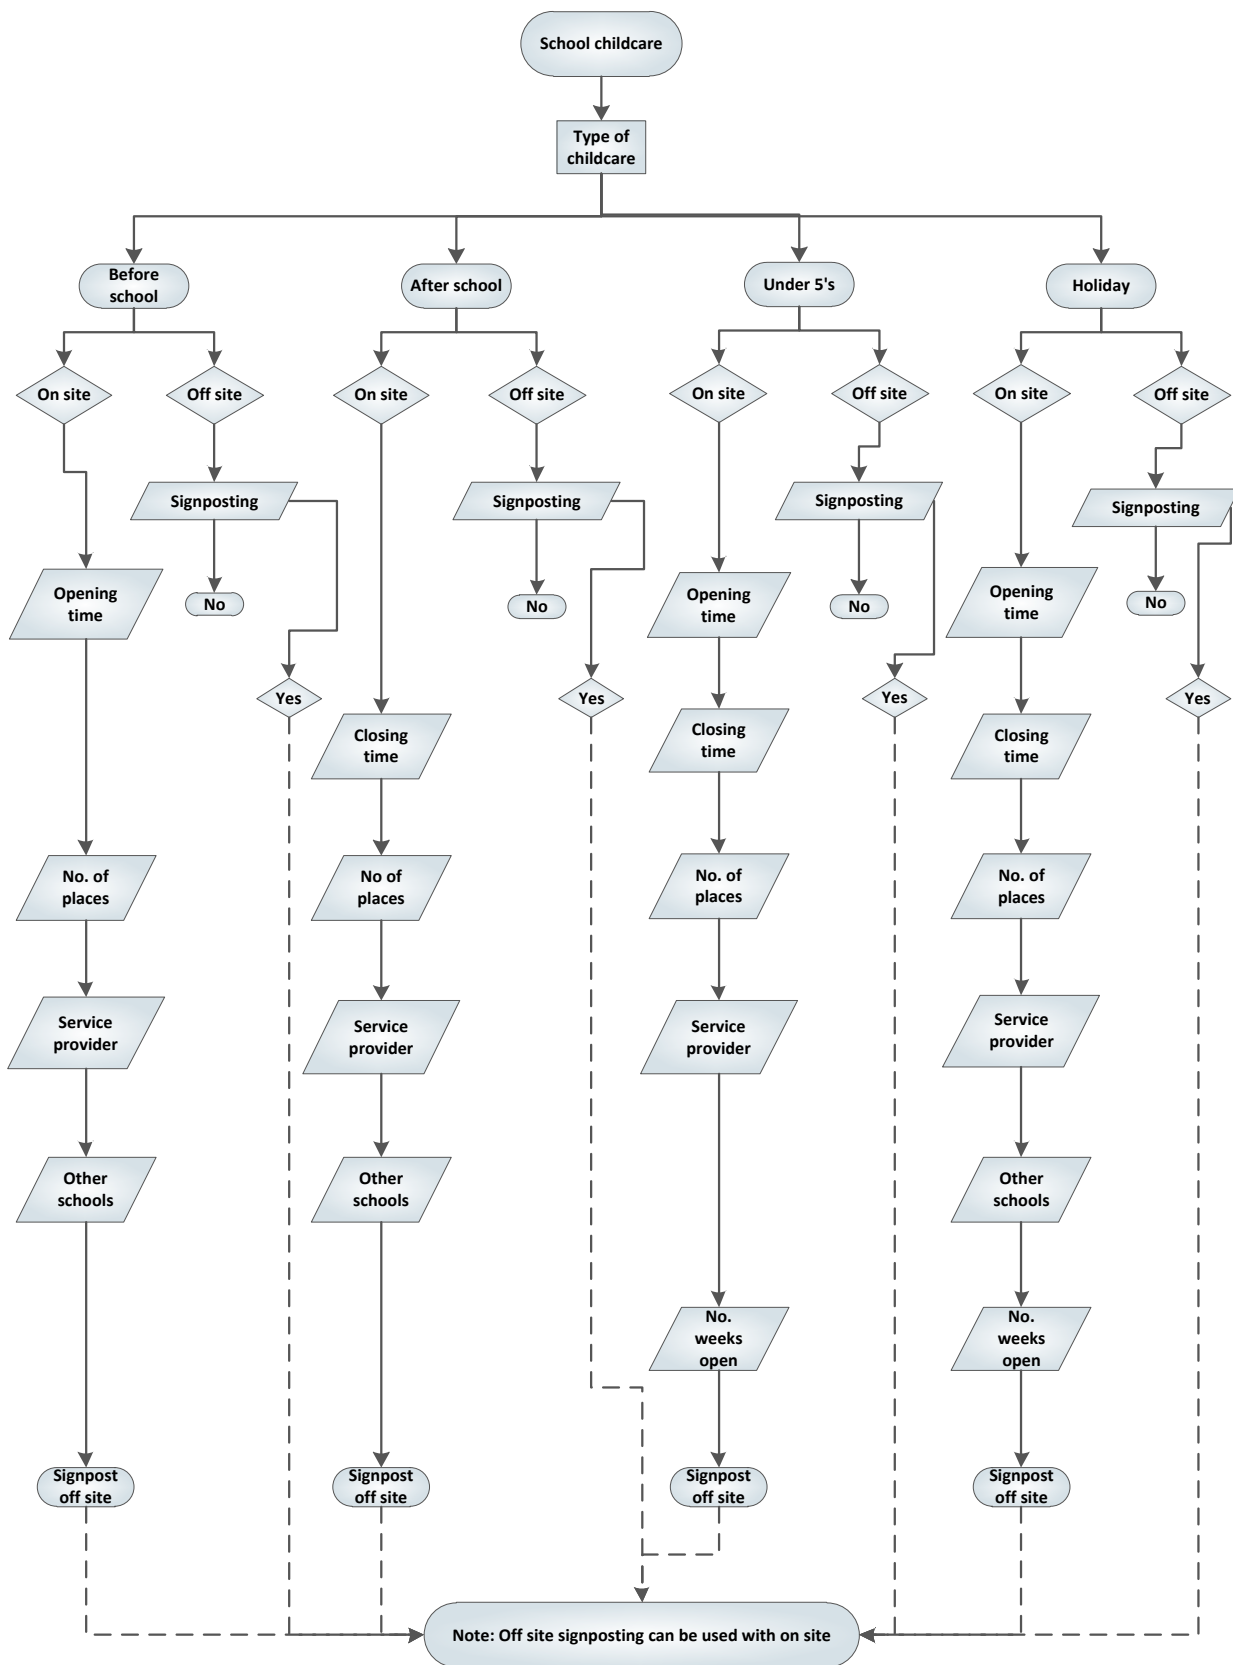 School childcare
Type of
childcare
Before
school
After school
Under 5's
Holiday
On site
Off site
On site
Off site
On site
Off site
On site
Off site
Signposting
Signposting
Signposting
Signposting
Opening
time
No
No
Opening
time
No
Opening
time
No
Yes
Yes
Yes
Yes
Closing
time
Closing
time
Closing
time
No. of
places
No of
places
No. of
places
No. of
places
Service
provider
Service
provider
Service
provider
Service
provider
Other
schools
Other
schools
Other
schools
No.
weeks
open
No.
weeks
open
Signpost
off site
Signpost
off site
Signpost
off site
Signpost
off site
Note: Off site signposting can be used with on site